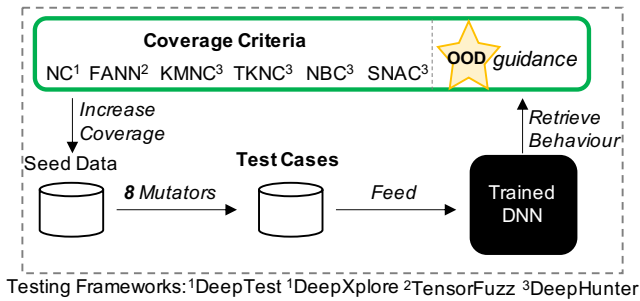 Coverage Criteria
NC¹ FANN² KMNC³ TKNC³ NBC³ SNAC³
OOD guidance
Increase
Coverage
Retrieve
Behaviour
Seed Data
Test Cases
8 Mutators
Feed
Trained
DNN
Testing Frameworks:¹DeepTest ¹DeepXplore ²TensorFuzz ³DeepHunter